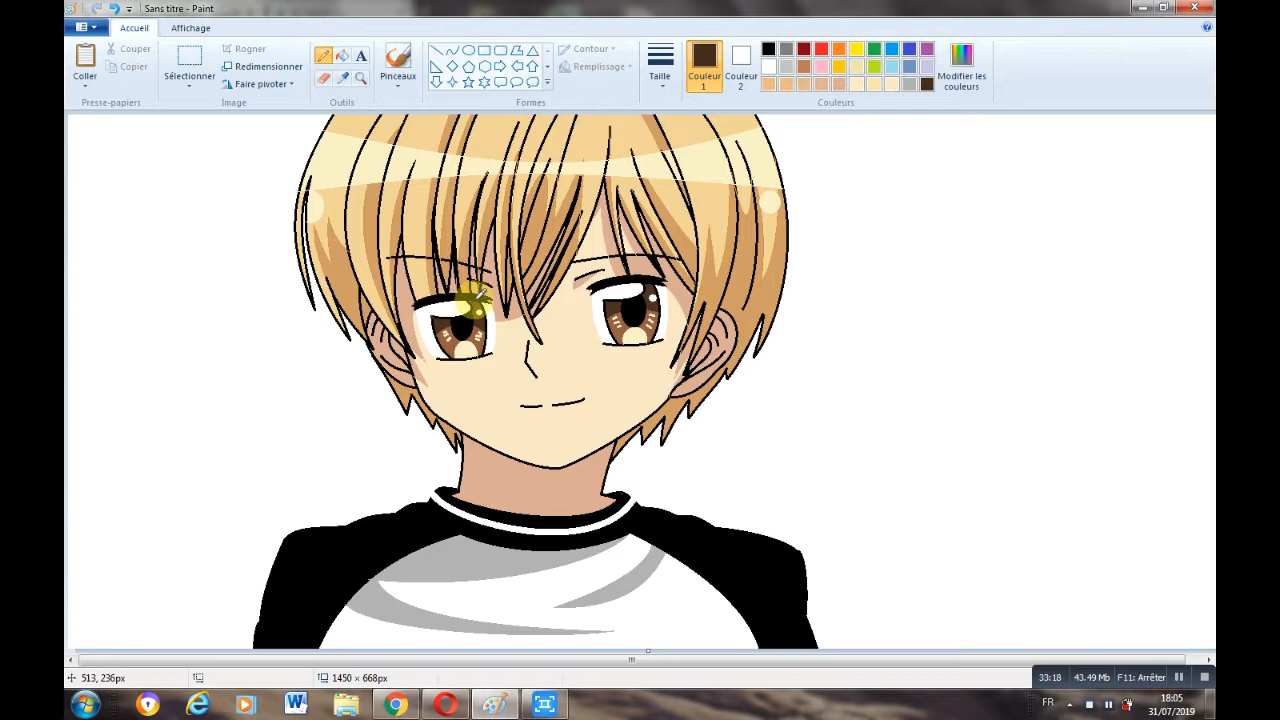 Sans titre - Paint
Accueil
Affichage
Coller
Couper
Copier
Presse-papiers
Sélectionner
Rogner
Redimensionner
Faire pivoter
Image
A
Outils
Pinceaux
Contour
Remplissage
Formes
Taille
Couleur
1
Couleur
2
Modifier les
couleurs
Couleurs
513, 236px
1450 × 668px
33:18
43.49 Mb
F11: Arrêter
FR
18:05
31/07/2019